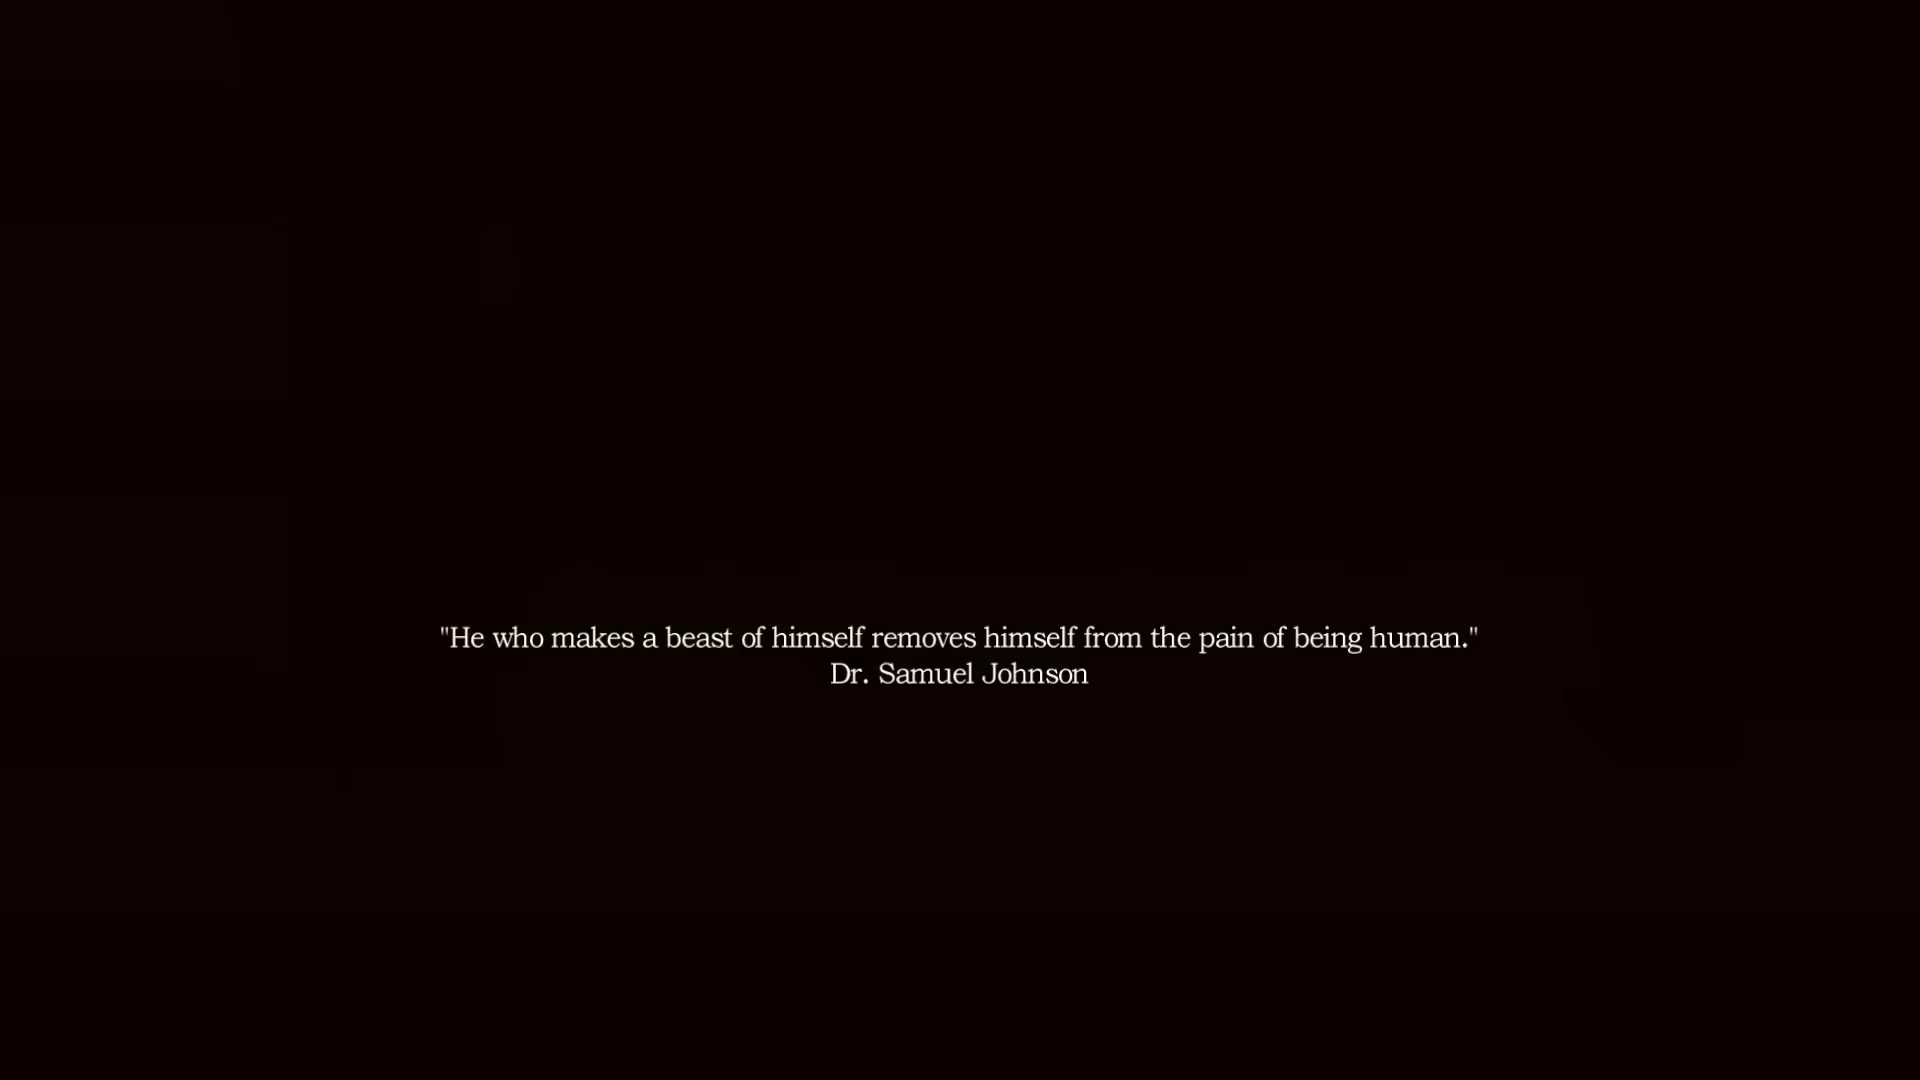 "He who makes a beast of himself removes himself from the pain of being human."
Dr. Samuel Johnson